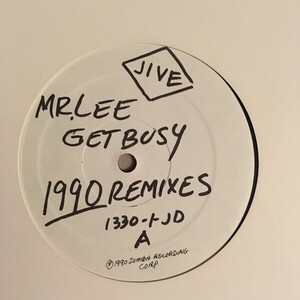 JIVE
MR. LEE
GET BUSY
1990 REMIXES
1330-1-JD
A
℗1990 ZOMBA RECORDING
CORP.